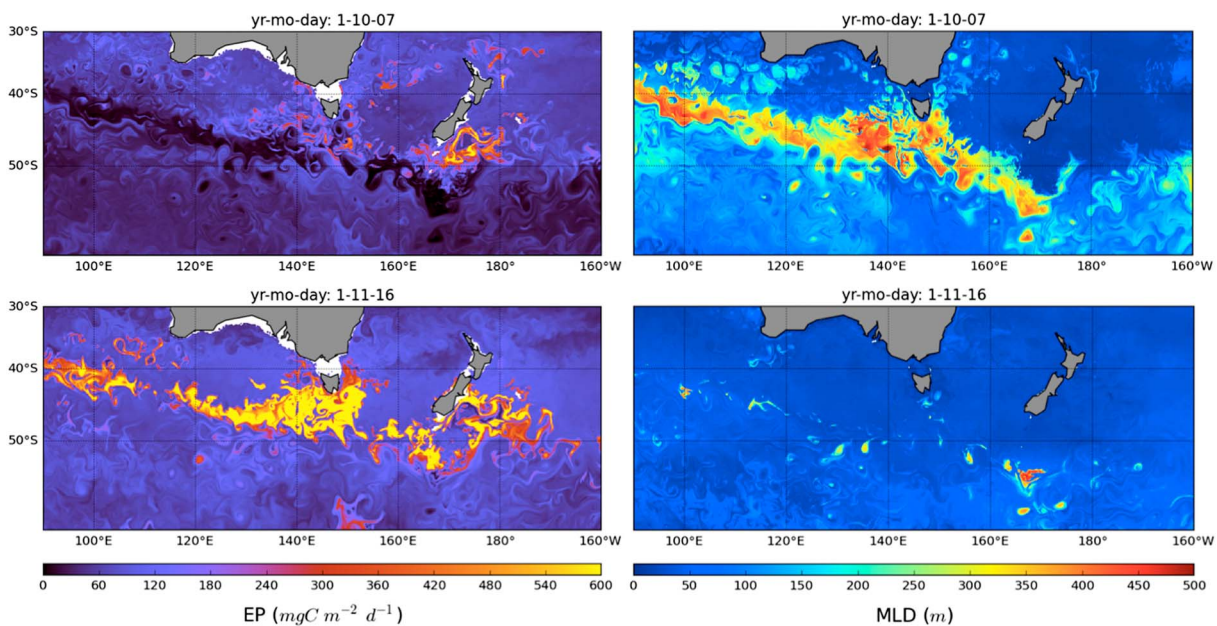 yr-mo-day: 1-10-07
30°S
40°S
50°S
100°E 120°E 140°E 160°E 180° 160°W
yr-mo-day: 1-10-07
100°E 120°E 140°E 160°E 180° 160°W
yr-mo-day: 1-11-16
30°S
40°S
50°S
100°E 120°E 140°E 160°E 180° 160°W
yr-mo-day: 1-11-16
100°E 120°E 140°E 160°E 180° 160°W
0 60 120 180 240 300 360 420 480 540 600
EP (mgC m⁻² d⁻¹)
0 50 100 150 200 250 300 350 400 450 500
MLD (m)